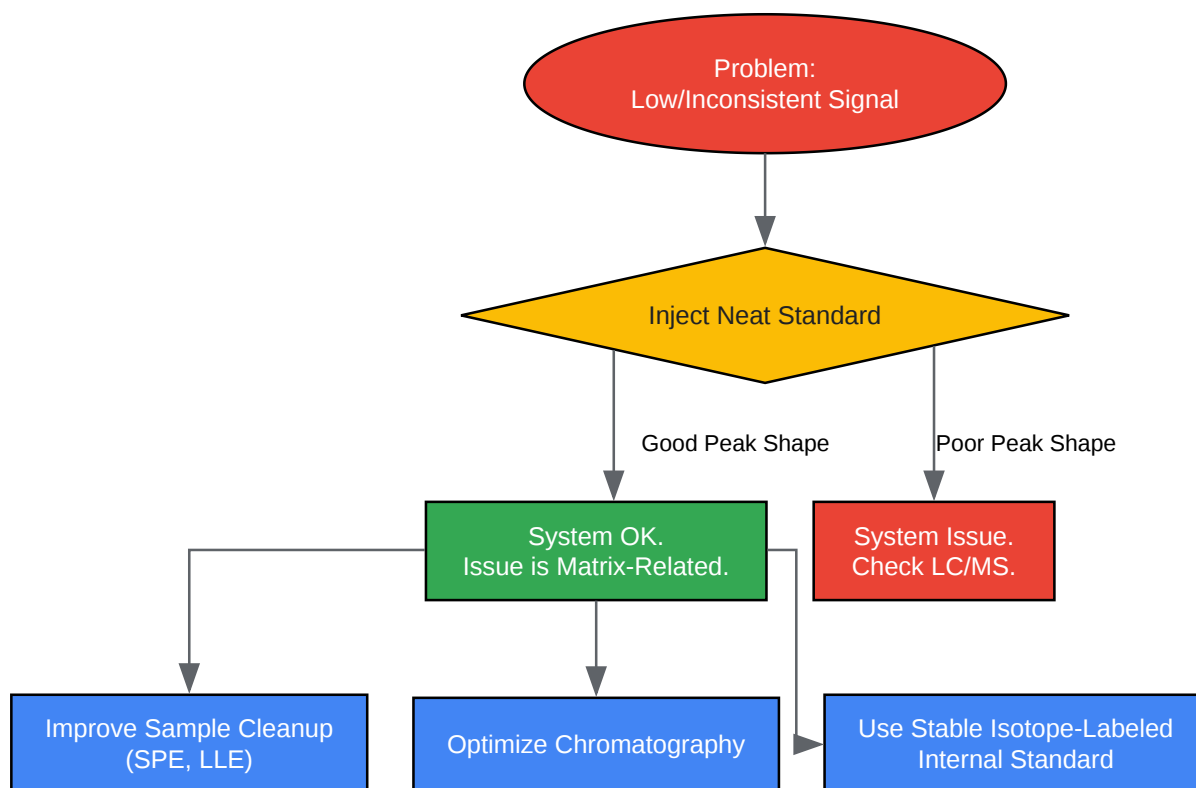 Problem:
Low/Inconsistent Signal
Inject Neat Standard
Good Peak Shape
Poor Peak Shape
System OK.
Issue is Matrix-Related.
System Issue.
Check LC/MS.
Improve Sample Cleanup
(SPE, LLE)
Optimize Chromatography
Use Stable Isotope-Labeled
Internal Standard